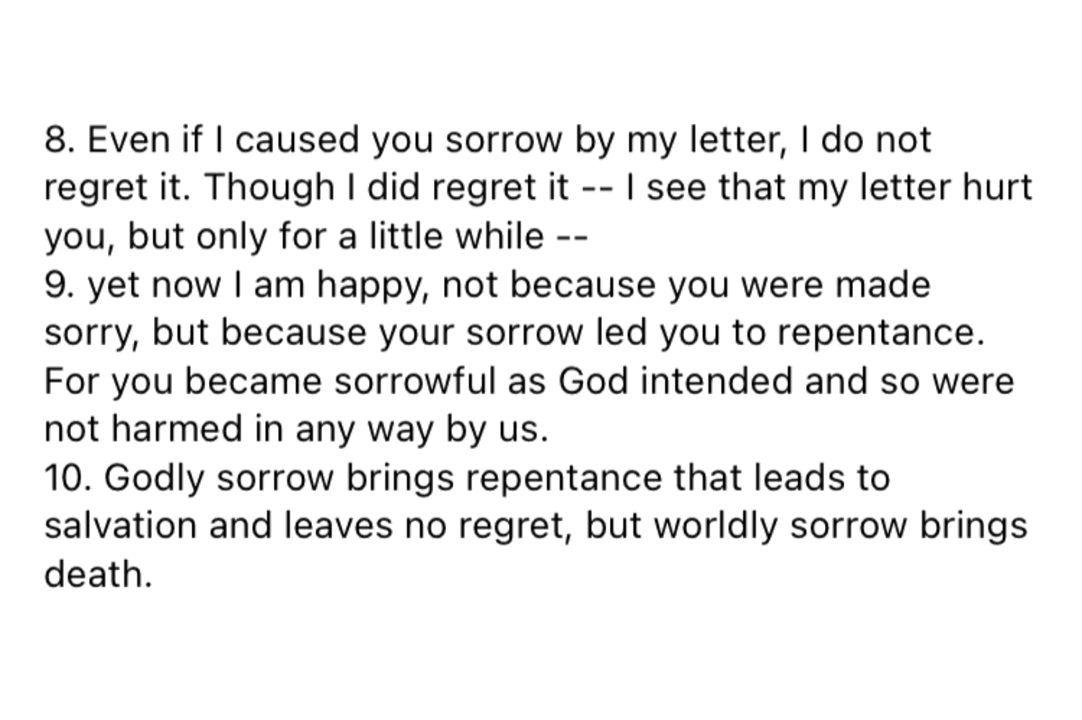 8. Even if I caused you sorrow by my letter, I do not
regret it. Though I did regret it -- I see that my letter hurt
you, but only for a little while --
9. yet now I am happy, not because you were made
sorry, but because your sorrow led you to repentance.
For you became sorrowful as God intended and so were
not harmed in any way by us.
10. Godly sorrow brings repentance that leads to
salvation and leaves no regret, but worldly sorrow brings
death.